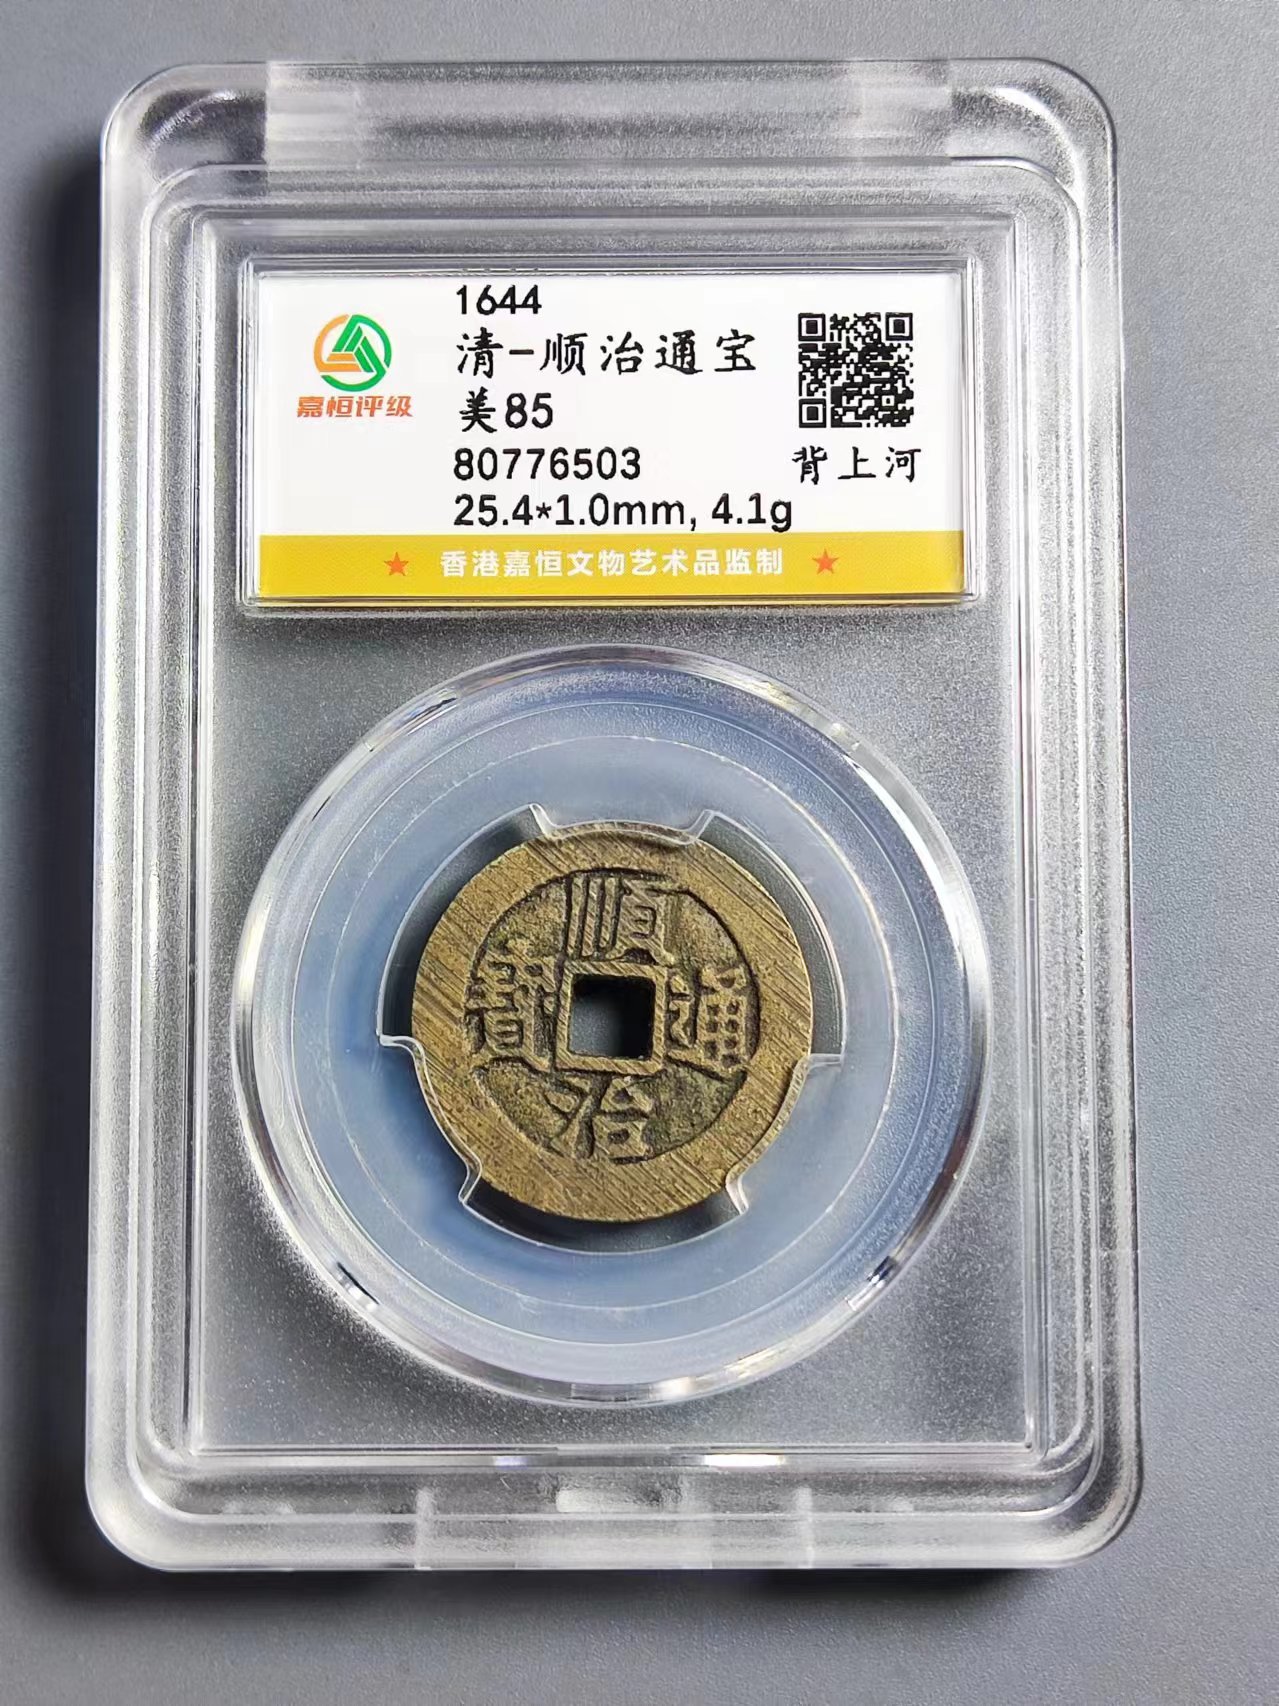 1644
清-顺治通宝
美85
80776503
背上河
25.4*1.0mm, 4.1g
嘉恒评级
★ 香港嘉恒文物艺术品监制 ★
順
寶 通
治